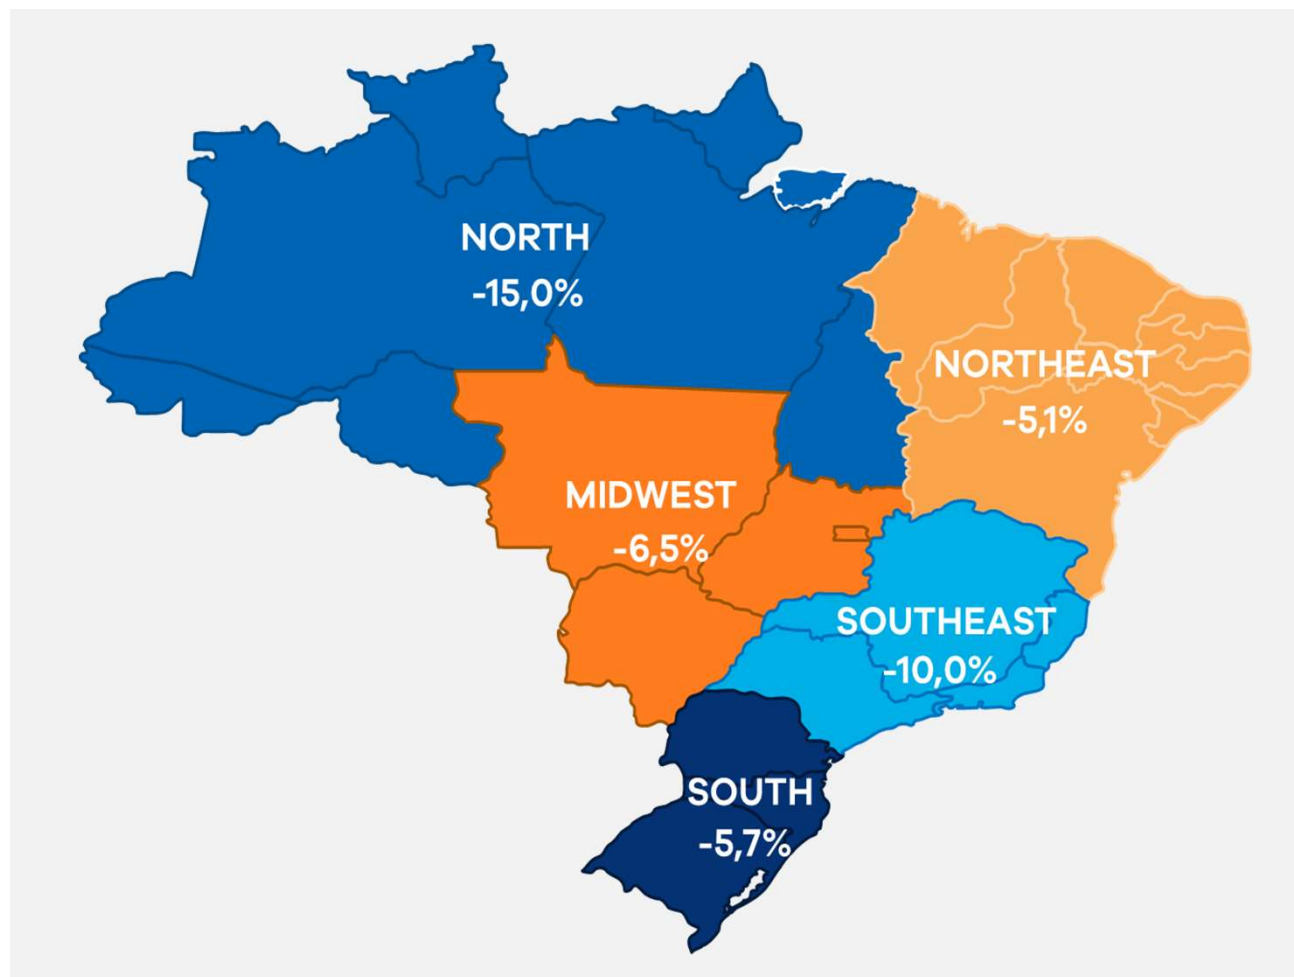 NORTH
-15,0%
NORTHEAST
-5,1%
MIDWEST
-6,5%
SOUTHEAST
-10,0%
SOUTH
-5,7%